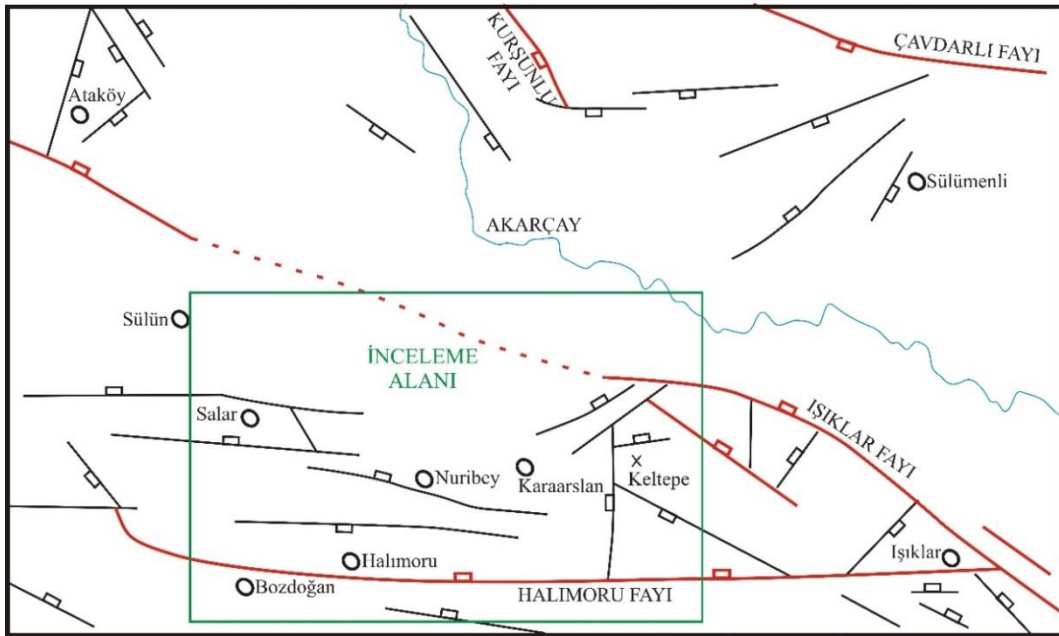 KURŞUNLU
FAYI
ÇAVDARLI FAYI
Ataköy
Sülümenli
AKARÇAY
Sülün
İNCELEME
ALANI
Salar
IŞIKLAR FAYI
Nuribey
Karaarslan
Keltepe
Işıklar
Halımoru
Bozdoğan
HALIMORU FAYI